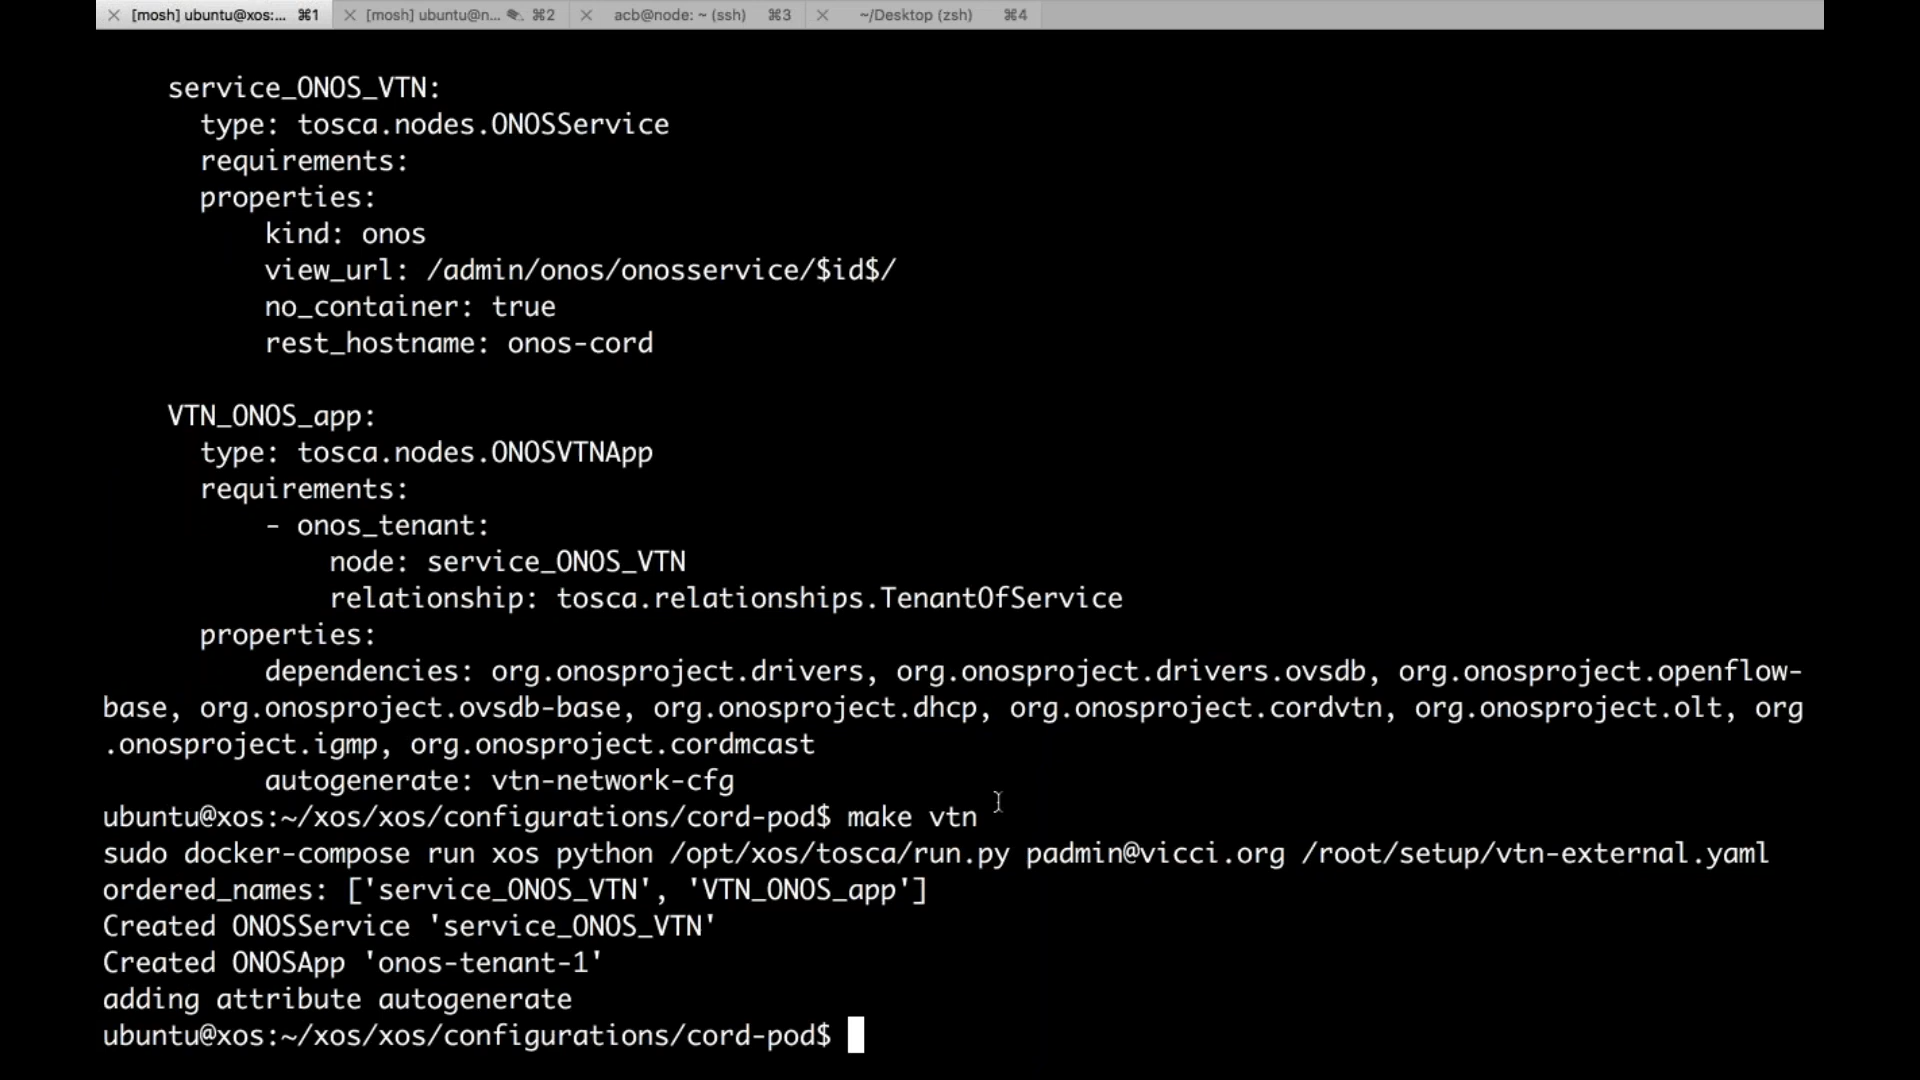 [mosh] ubuntu@xos:... ⌘1 [mosh] ubuntu@n... ⌘2 acb@node: ~ (ssh) ⌘3 ~/Desktop (zsh) ⌘4
service_ONOS_VTN:
type: tosca.nodes.ONOSService
requirements:
properties:
kind: onos
view_url: /admin/onos/onosservice/$id$/
no_container: true
rest_hostname: onos-cord
VTN_ONOS_app:
type: tosca.nodes.ONOSVTNApp
requirements:
- onos_tenant:
node: service_ONOS_VTN
relationship: tosca.relationships.TenantOfService
properties:
dependencies: org.onosproject.drivers, org.onosproject.drivers.ovsdb, org.onosproject.openflow-
base, org.onosproject.ovsdb-base, org.onosproject.dhcp, org.onosproject.cordvtn, org.onosproject.olt, org
.onosproject.igmp, org.onosproject.cordmcast
autogenerate: vtn-network-cfg
ubuntu@xos:~/xos/xos/configurations/cord-pod$ make vtn
sudo docker-compose run xos python /opt/xos/tosca/run.py padmin@vicci.org /root/setup/vtn-external.yaml
ordered_names: ['service_ONOS_VTN', 'VTN_ONOS_app']
Created ONOSService 'service_ONOS_VTN'
Created ONOSApp 'onos-tenant-1'
adding attribute autogenerate
ubuntu@xos:~/xos/xos/configurations/cord-pod$